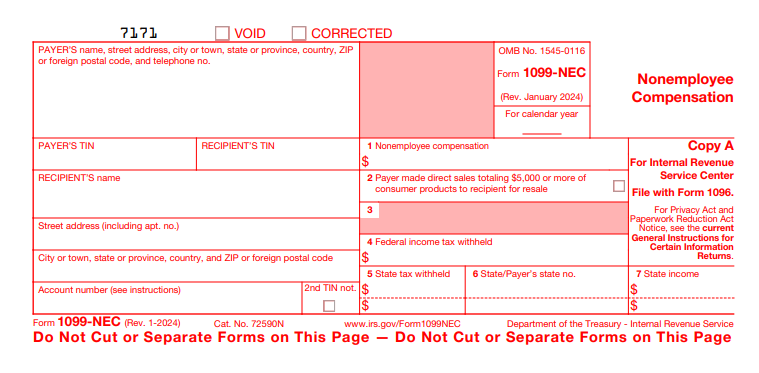 7171 VOID CORRECTED
PAYER'S name, street address, city or town, state or province, country, ZIP
or foreign postal code, and telephone no.
OMB No. 1545-0116
Form 1099-NEC
(Rev. January 2024)
For calendar year
Nonemployee
Compensation
PAYER'S TIN
RECIPIENT'S TIN
1 Nonemployee compensation
$
Copy A
For Internal Revenue
Service Center
File with Form 1096.
For Privacy Act and
Paperwork Reduction Act
Notice, see the current
General Instructions for
Certain Information
Returns.
RECIPIENT'S name
2 Payer made direct sales totaling $5,000 or more of
consumer products to recipient for resale
3
Street address (including apt. no.)
4 Federal income tax withheld
$
City or town, state or province, country, and ZIP or foreign postal code
5 State tax withheld
$
$
6 State/Payer's state no.
7 State income
$
$
Account number (see instructions)
2nd TIN not.
Form 1099-NEC (Rev. 1-2024) Cat. No. 72590N www.irs.gov/Form1099NEC Department of the Treasury - Internal Revenue Service
Do Not Cut or Separate Forms on This Page — Do Not Cut or Separate Forms on This Page